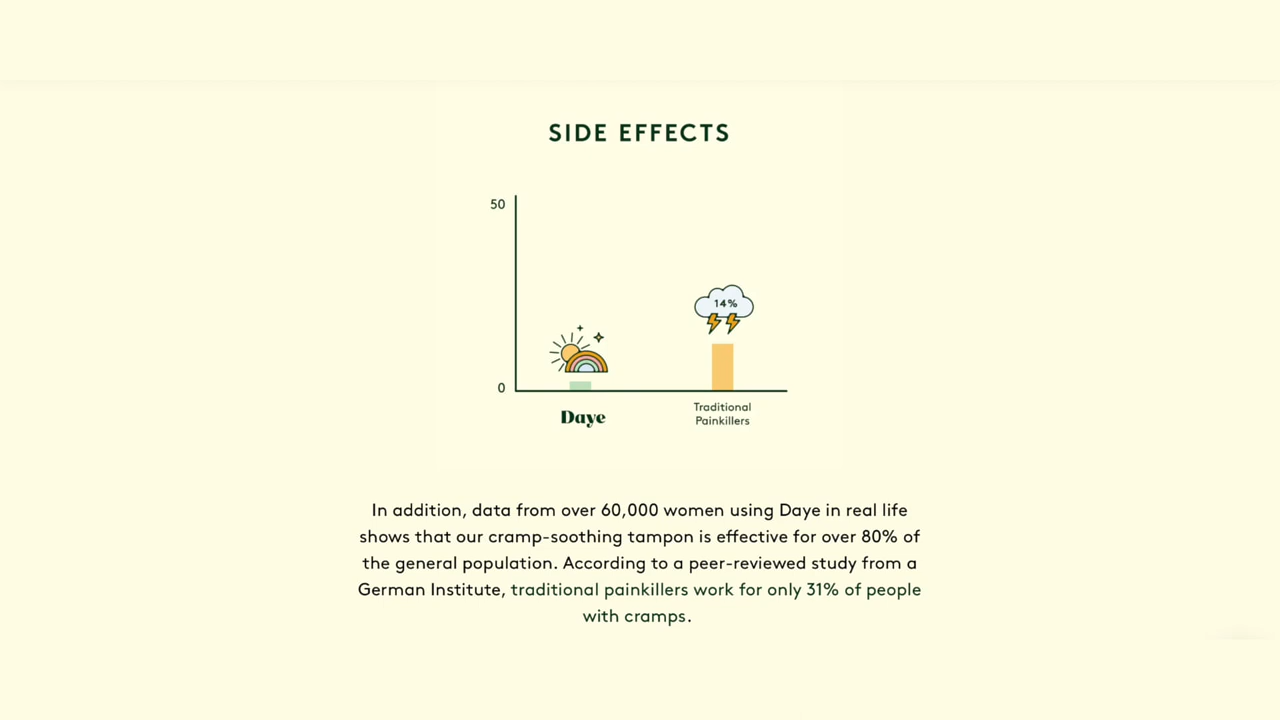 SIDE EFFECTS
50
14%
0
Daye
Traditional
Painkillers
In addition, data from over 60,000 women using Daye in real life
shows that our cramp-soothing tampon is effective for over 80% of
the general population. According to a peer-reviewed study from a
German Institute, traditional painkillers work for only 31% of people
with cramps.